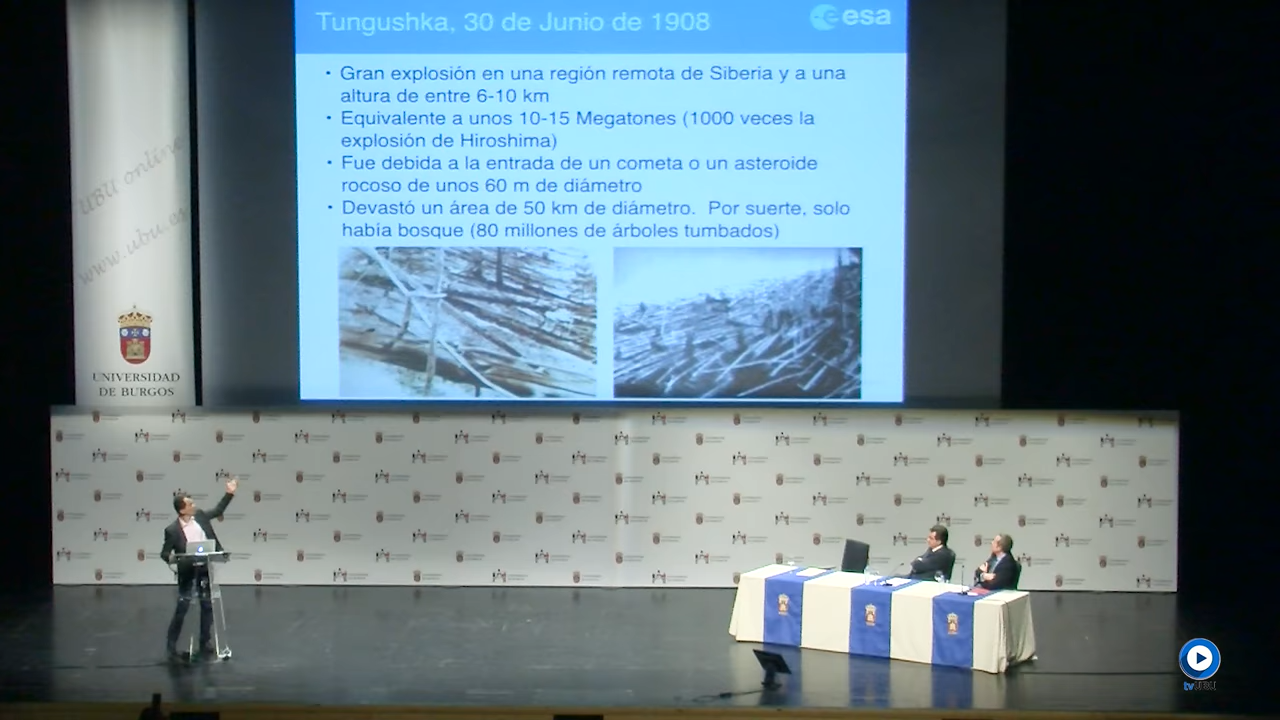 Tungushka, 30 de Junio de 1908
esa
• Gran explosión en una región remota de Siberia y a una
altura de entre 6-10 km
• Equivalente a unos 10-15 Megatones (1000 veces la
explosión de Hiroshima)
• Fue debida a la entrada de un cometa o un asteroide
rocoso de unos 60 m de diámetro
• Devastó un área de 50 km de diámetro. Por suerte, solo
había bosque (80 millones de árboles tumbados)
UBU online
www.ubu.es
UNIVERSIDAD
DE BURGOS
tvUBU